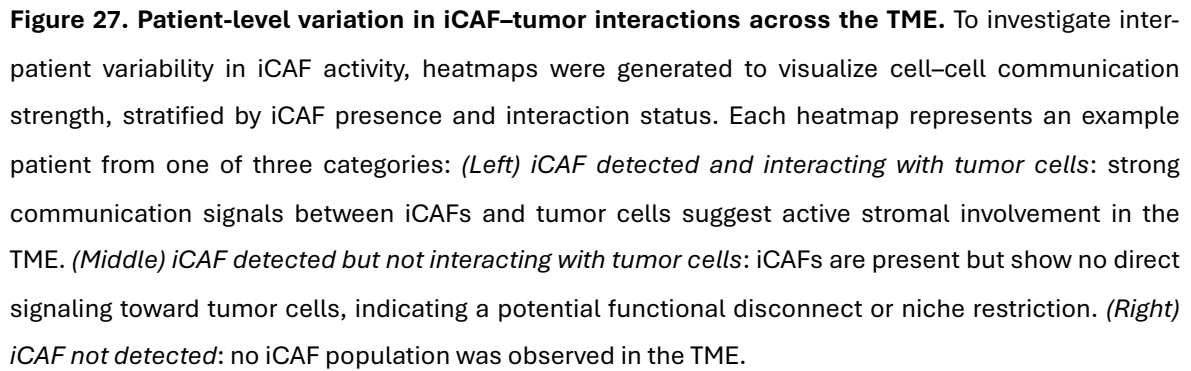 Figure 27. Patient-level variation in iCAF–tumor interactions across the TME. To investigate inter-
patient variability in iCAF activity, heatmaps were generated to visualize cell–cell communication
strength, stratified by iCAF presence and interaction status. Each heatmap represents an example
patient from one of three categories: (Left) iCAF detected and interacting with tumor cells: strong
communication signals between iCAFs and tumor cells suggest active stromal involvement in the
TME. (Middle) iCAF detected but not interacting with tumor cells: iCAFs are present but show no direct
signaling toward tumor cells, indicating a potential functional disconnect or niche restriction. (Right)
iCAF not detected: no iCAF population was observed in the TME.